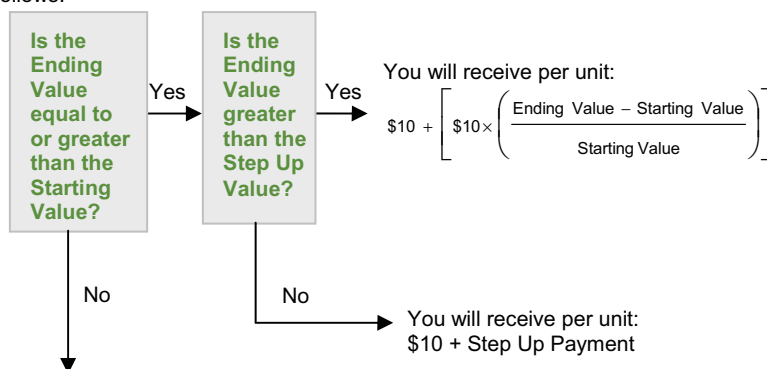 Is the
Ending
Value
equal to
or greater
than the
Starting
Value?
Yes
Is the
Ending
Value
greater
than the
Step Up
Value?
Yes
You will receive per unit:
$10 + [ $10 × ( Ending Value – Starting Value / Starting Value ) ]
No
No
You will receive per unit:
$10 + Step Up Payment